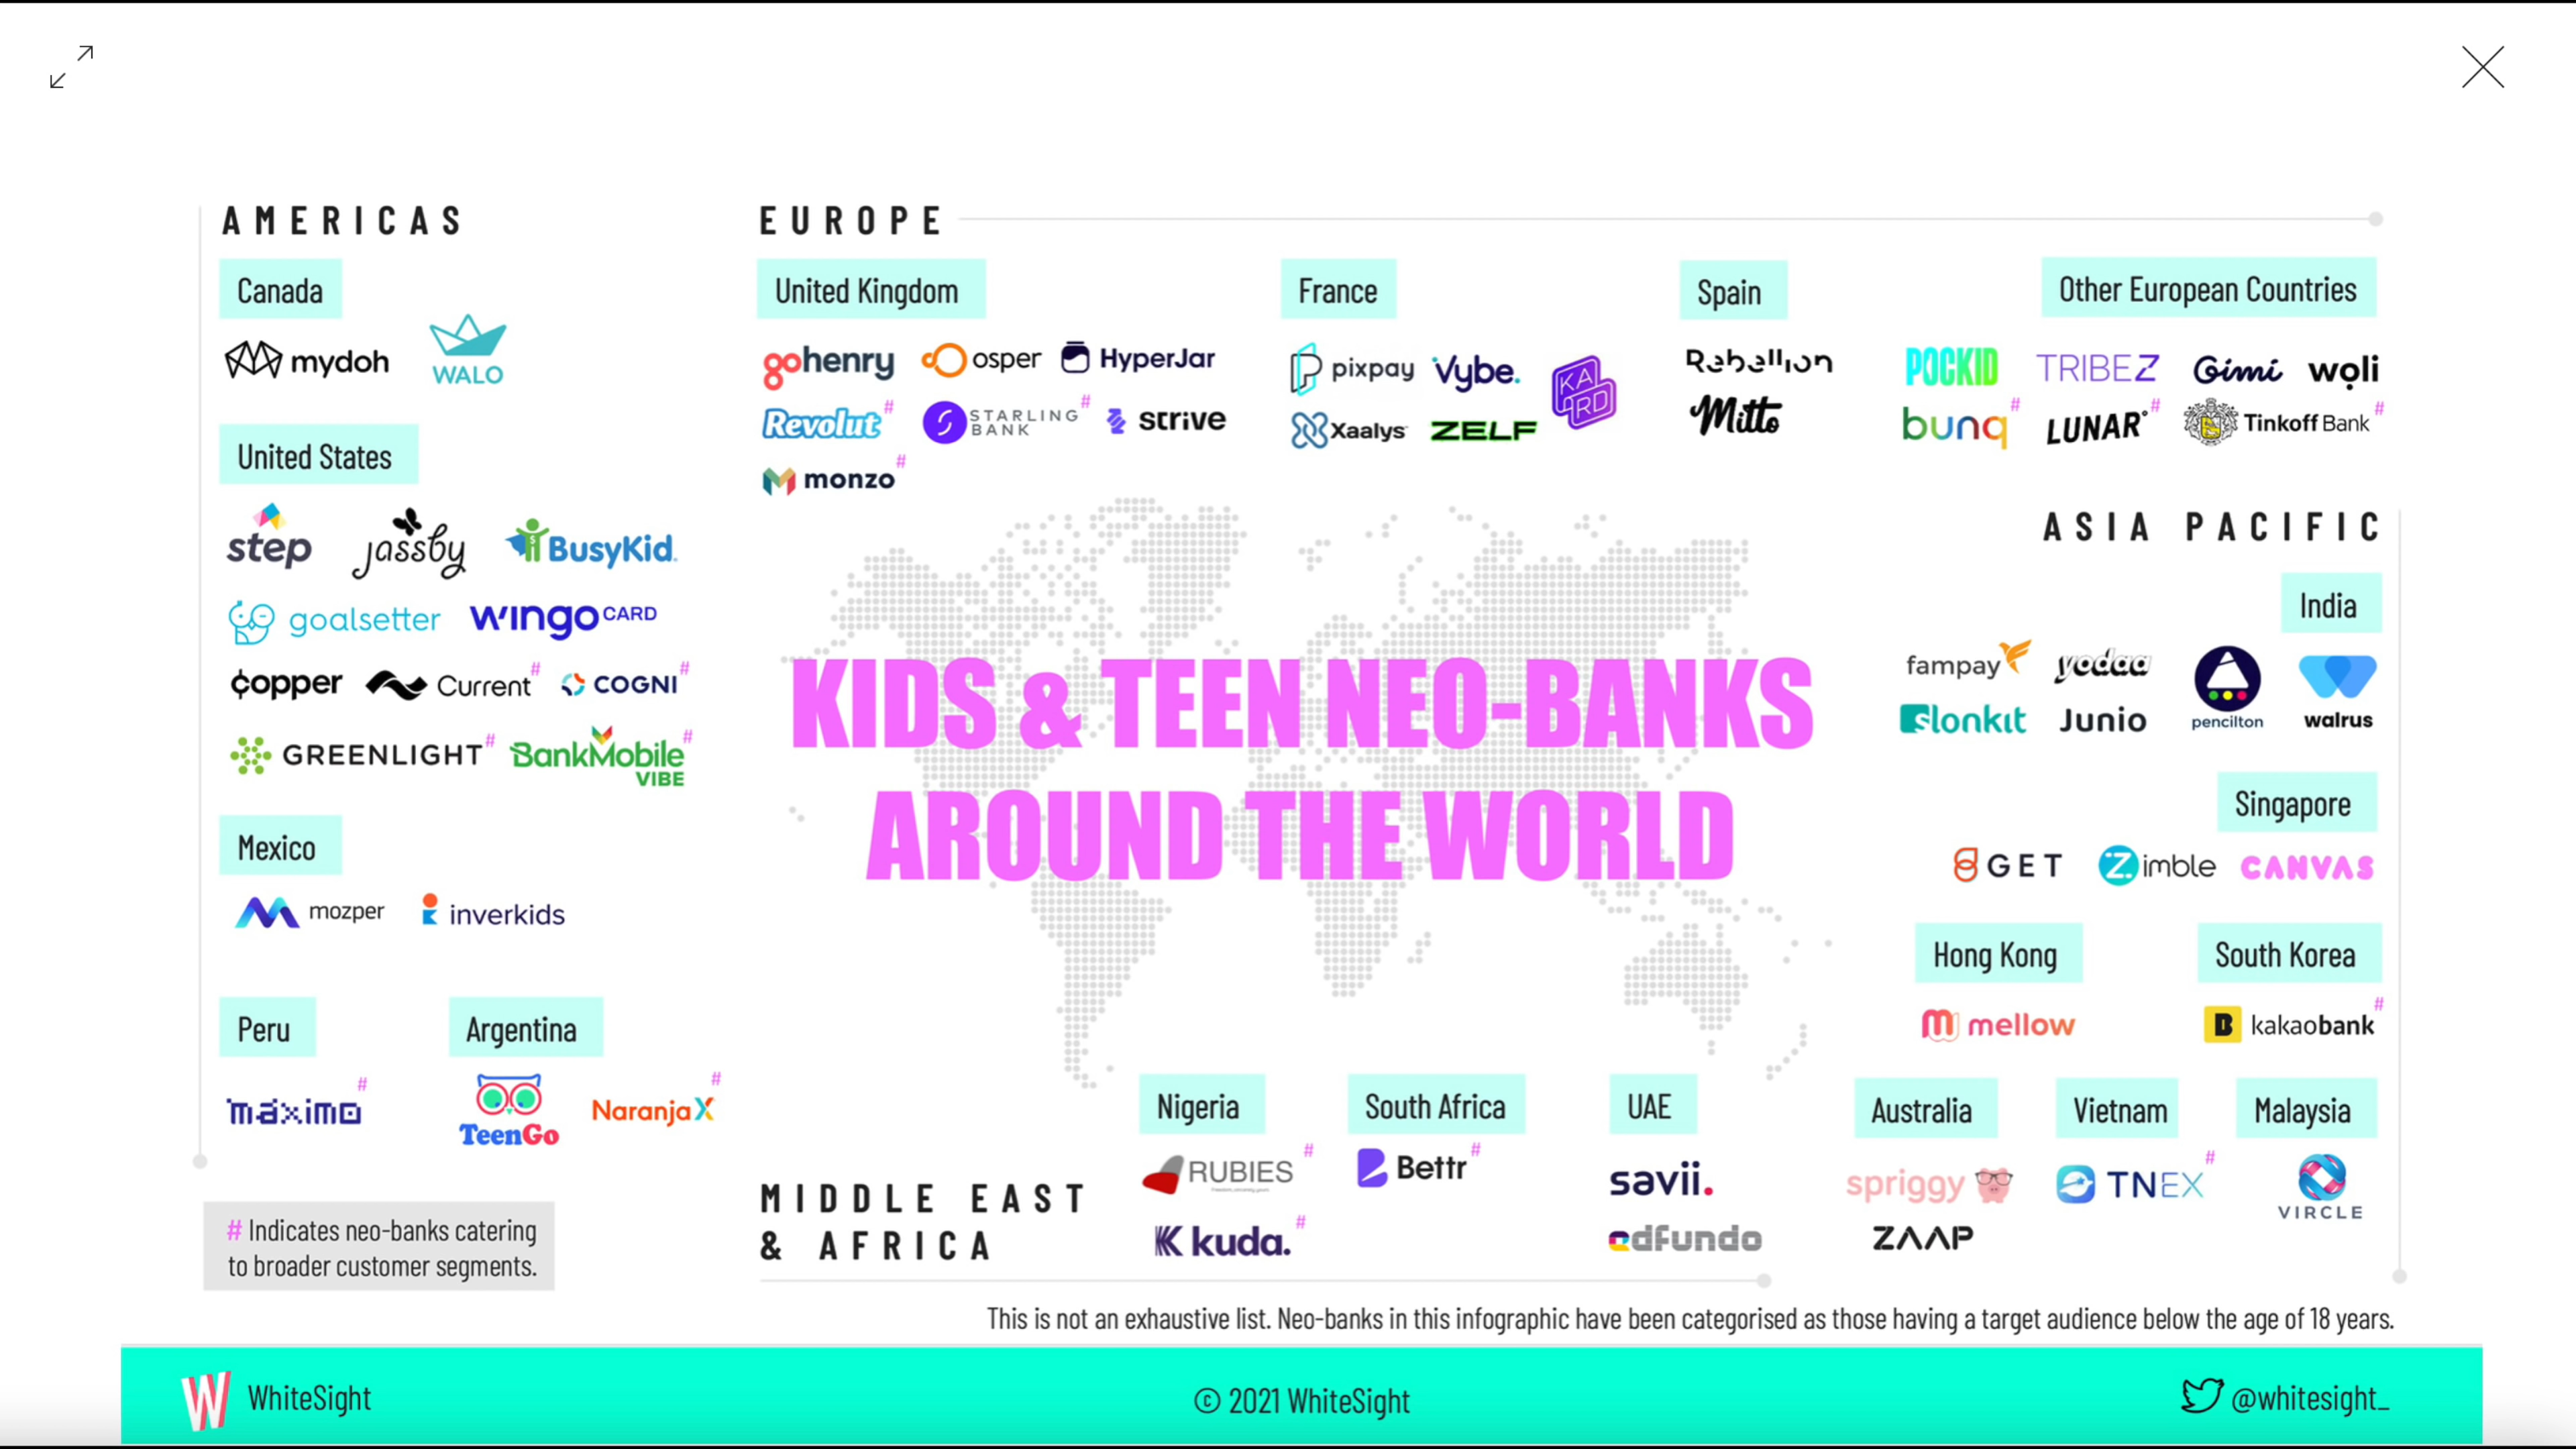 AMERICAS
Canada
mydoh
WALO
United States
step
jassby
BusyKid
goalsetter
wingo CARD
¢opper
Current #
COGNI #
GREENLIGHT #
BankMobile #
VIBE
Mexico
mozper
inverkids
Peru
máximo #
Argentina
TeenGo
NaranjaX #
# Indicates neo-banks catering
to broader customer segments.
EUROPE
United Kingdom
gohenry
osper
HyperJar
Revolut #
STARLING BANK #
strive
monzo #
France
pixpay
Vybe.
KARD
Xaalys
ZELF
Spain
Rebellion
Mitto
Other European Countries
POCKID
TRIBEZ
Gimi
woli
bunq #
LUNAR #
Tinkoff Bank #
KIDS & TEEN NEO-BANKS
AROUND THE WORLD
ASIA PACIFIC
India
fampay
yodaa
pencilton
walrus
slonkit
Junio
Singapore
GET
Zimble
CANVAS
Hong Kong
mellow
South Korea
kakaobank #
Australia
spriggy
ZAAP
Vietnam
TNEX #
Malaysia
VIRCLE
MIDDLE EAST
& AFRICA
Nigeria
RUBIES #
kuda. #
South Africa
Bettr #
UAE
savii.
edfundo
This is not an exhaustive list. Neo-banks in this infographic have been categorised as those having a target audience below the age of 18 years.
WhiteSight
© 2021 WhiteSight
@whitesight_